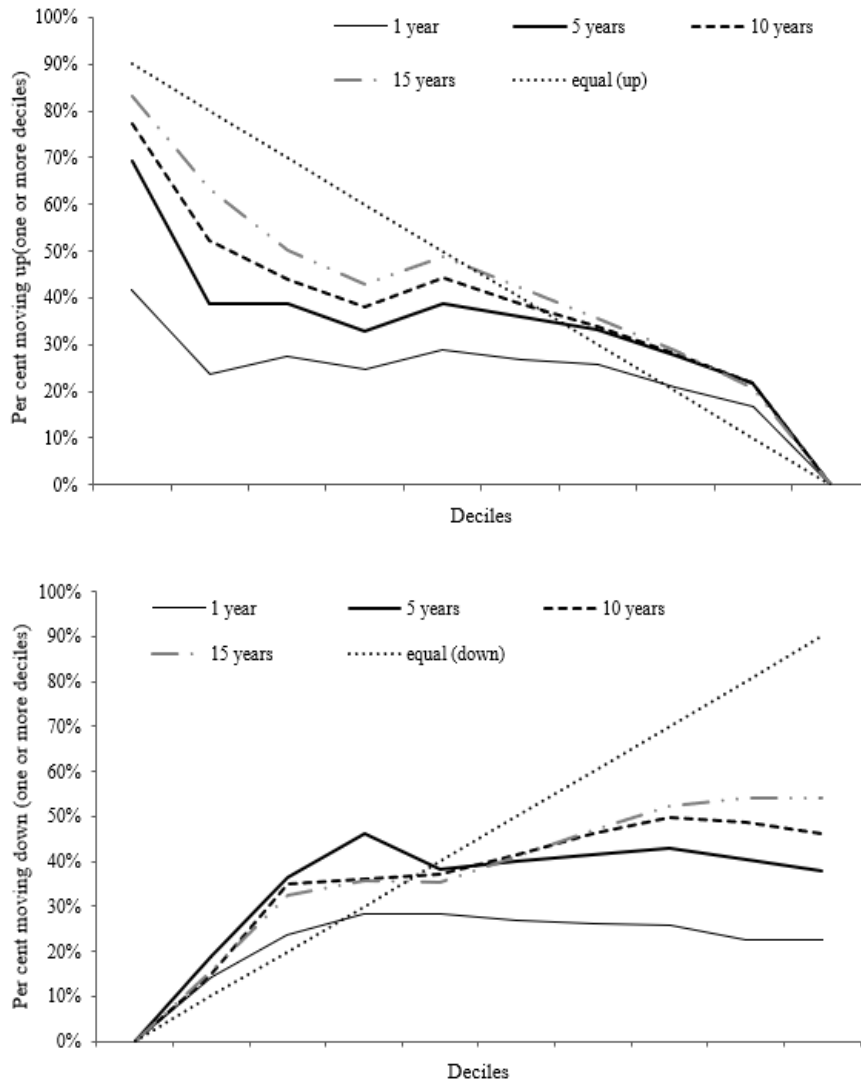 100%
90%
80%
70%
60%
50%
40%
30%
20%
10%
0%
Per cent moving up(one or more deciles)
1 year 5 years 10 years
15 years equal (up)
Deciles
100%
90%
80%
70%
60%
50%
40%
30%
20%
10%
0%
Per cent moving down (one or more deciles)
1 year 5 years 10 years
15 years equal (down)
Deciles